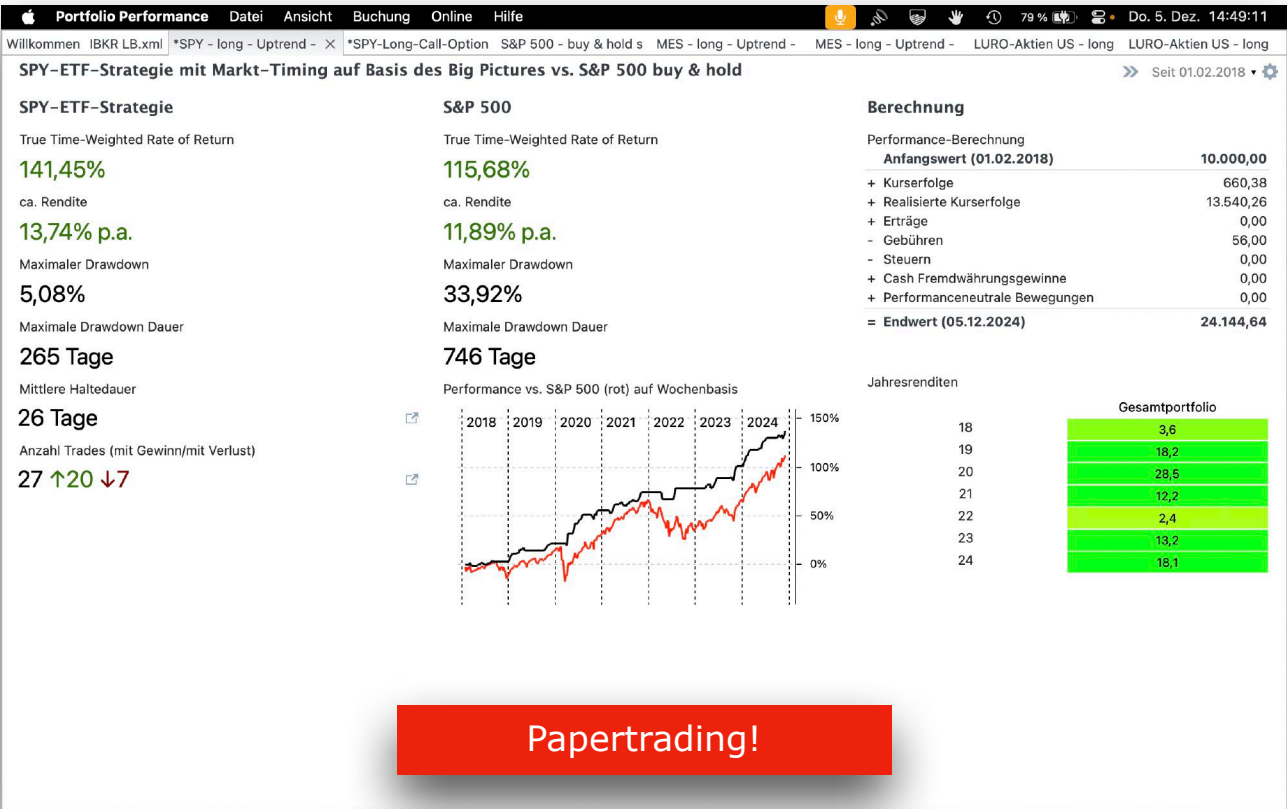 Portfolio Performance Datei Ansicht Buchung Online Hilfe 79 % Do. 5. Dez. 14:49:11
Willkommen IBKR LB.xml *SPY - long - Uptrend - *SPY-Long-Call-Option S&P 500 - buy & hold s MES - long - Uptrend - MES - long - Uptrend - LURO-Aktien US - long LURO-Aktien US - long
SPY-ETF-Strategie mit Markt-Timing auf Basis des Big Pictures vs. S&P 500 buy & hold
Seit 01.02.2018
SPY-ETF-Strategie
True Time-Weighted Rate of Return
141,45%
ca. Rendite
13,74% p.a.
Maximaler Drawdown
5,08%
Maximale Drawdown Dauer
265 Tage
Mittlere Haltedauer
26 Tage
Anzahl Trades (mit Gewinn/mit Verlust)
27 ↑20 ↓7
S&P 500
True Time-Weighted Rate of Return
115,68%
ca. Rendite
11,89% p.a.
Maximaler Drawdown
33,92%
Maximale Drawdown Dauer
746 Tage
Performance vs. S&P 500 (rot) auf Wochenbasis
2018 2019 2020 2021 2022 2023 2024
150%
100%
50%
0%
Berechnung
Performance-Berechnung
Anfangswert (01.02.2018) 10.000,00
+ Kurserfolge 660,38
+ Realisierte Kurserfolge 13.540,26
+ Erträge 0,00
- Gebühren 56,00
- Steuern 0,00
+ Cash Fremdwährungsgewinne 0,00
+ Performanceneutrale Bewegungen 0,00
= Endwert (05.12.2024) 24.144,64
Jahresrenditen
Gesamtportfolio
18 3,6
19 18,2
20 28,5
21 12,2
22 2,4
23 13,2
24 18,1
Papertrading!